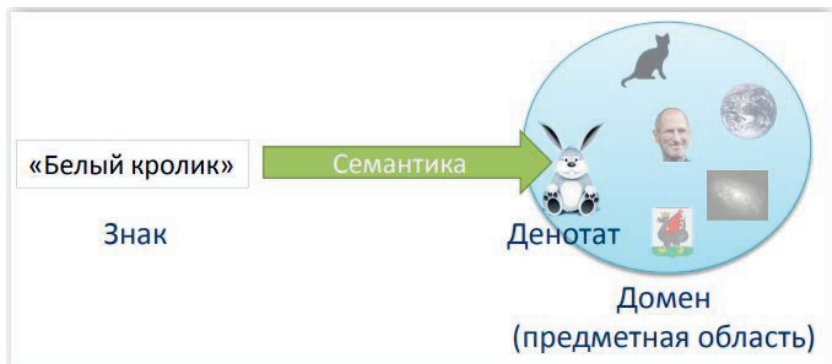 «Белый кролик»
Семантика
Знак
Денотат
Домен
(предметная область)